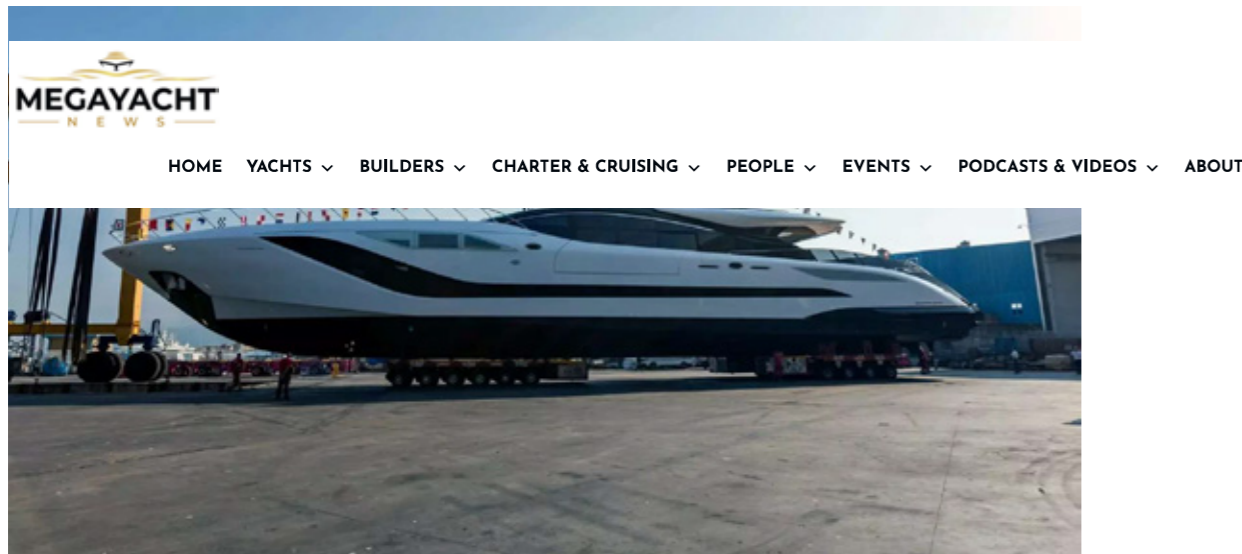 MEGAYACHT
NEWS
HOME YACHTS BUILDERS CHARTER & CRUISING PEOPLE EVENTS PODCASTS & VIDEOS ABOUT